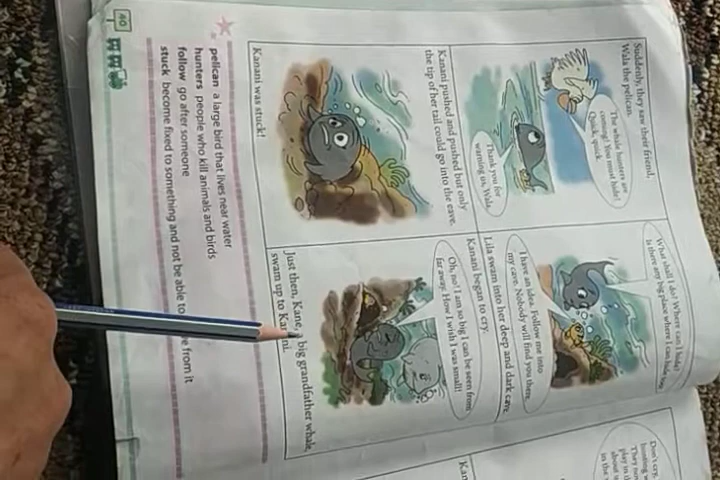 Suddenly, they saw their friend,
Wala the pelican.
The whale hunters are
coming! You must hide!
Quick, quick.
Thank you for
warning us, Wala.
What shall I do? Where can I hide?
Is there any big place where I can hide
I have an idea. Follow me into
my cave. Nobody will find you there.
Lila swam into her deep and dark cave.
Kanani pushed and pushed but only
the tip of her tail could go into the cave.
Kanani was stuck!
Kanani began to cry.
Oh, no! I am so big I can be seen from
far away. How I wish I was small!
Just then, Kane, a big grandfather whale,
swam up to Kanani.
pelican a large bird that lives near water
hunters people who kill animals and birds
follow go after someone
stuck become fixed to something and not be able to from it
40
Don't cry,